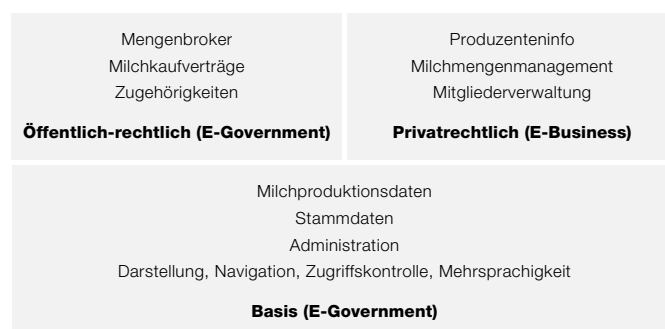 Mengenbroker
Milchkaufverträge
Zugehörigkeiten
Öffentlich-rechtlich (E-Government)
Produzenteninfo
Milchmengenmanagement
Mitgliederverwaltung
Privatrechtlich (E-Business)
Milchproduktionsdaten
Stammdaten
Administration
Darstellung, Navigation, Zugriffskontrolle, Mehrsprachigkeit
Basis (E-Government)